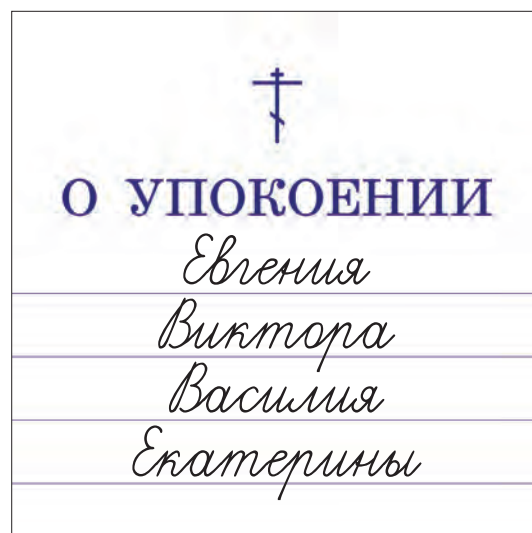 О УПОКОЕНИИ
Евгения
Виктора
Василия
Екатерины